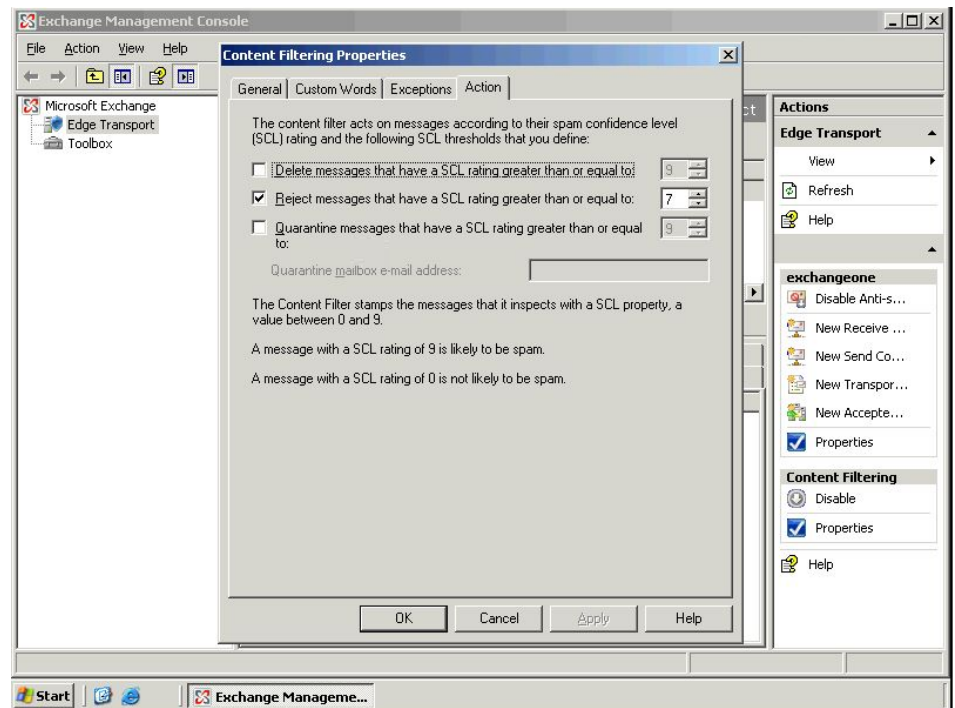 Exchange Management Console
File Action View Help
Content Filtering Properties
General Custom Words Exceptions Action
Microsoft Exchange
Edge Transport
Toolbox
The content filter acts on messages according to their spam confidence level
(SCL) rating and the following SCL thresholds that you define:
Delete messages that have a SCL rating greater than or equal to: 9
Reject messages that have a SCL rating greater than or equal to: 7
Quarantine messages that have a SCL rating greater than or equal
to: 9
Quarantine mailbox e-mail address:
The Content Filter stamps the messages that it inspects with a SCL property, a
value between 0 and 9.
A message with a SCL rating of 9 is likely to be spam.
A message with a SCL rating of 0 is not likely to be spam.
OK Cancel Apply Help
ct
Actions
Edge Transport
View
Refresh
Help
exchangeone
Disable Anti-s...
New Receive ...
New Send Co...
New Transpor...
New Accepte...
Properties
Content Filtering
Disable
Properties
Help
Start
Exchange Manageme...